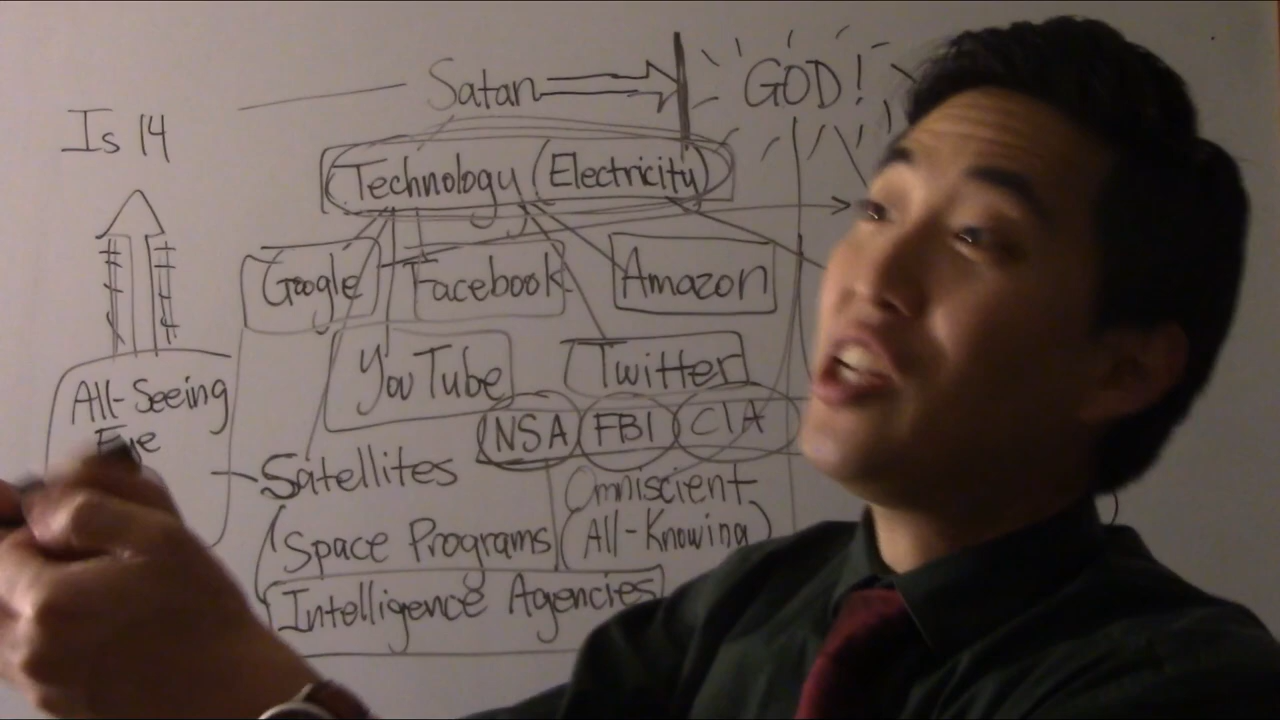 Satan GOD!
Is 14
Technology (Electricity)
Google Facebook Amazon
YouTube Twitter
All-Seeing
Eye
NSA FBI CIA
Satellites
Omniscient
Space Programs (All-Knowing)
Intelligence Agencies